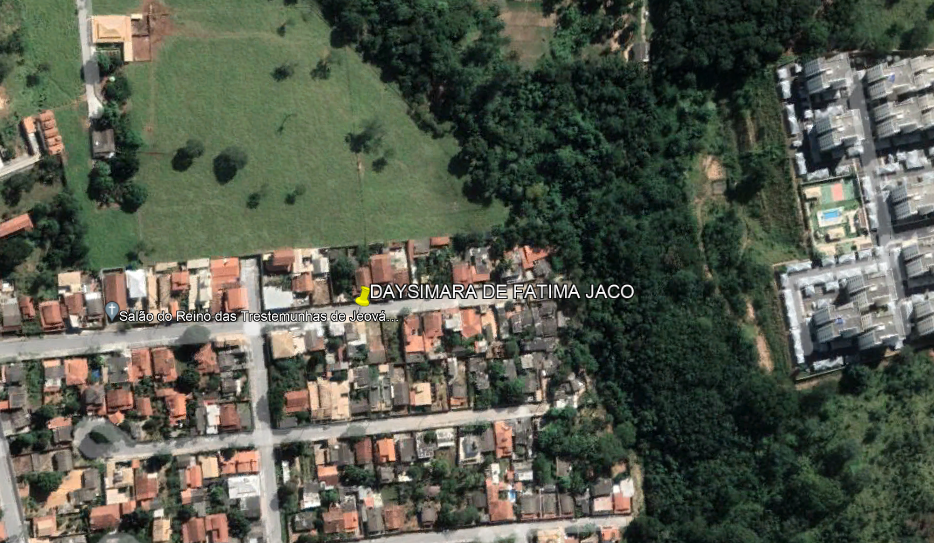 DAYSIMARA DE FATIMA JACO
Salão do Reino das Trestemunhas de Jeová...